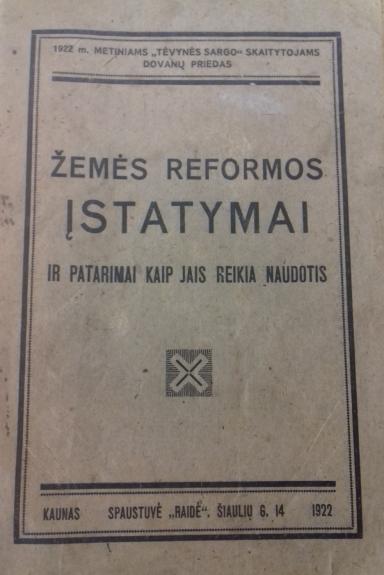 1922 m. METINIAMS „TĖVYNĖS SARGO“ SKAITYTOJAMS
DOVANŲ PRIEDAS
ŽEMĖS REFORMOS
ĮSTATYMAI
IR PATARIMAI KAIP JAIS REIKIA NAUDOTIS
KAUNAS SPAUSTUVĖ „RAIDĖ“, ŠIAULIŲ G. 14 1922